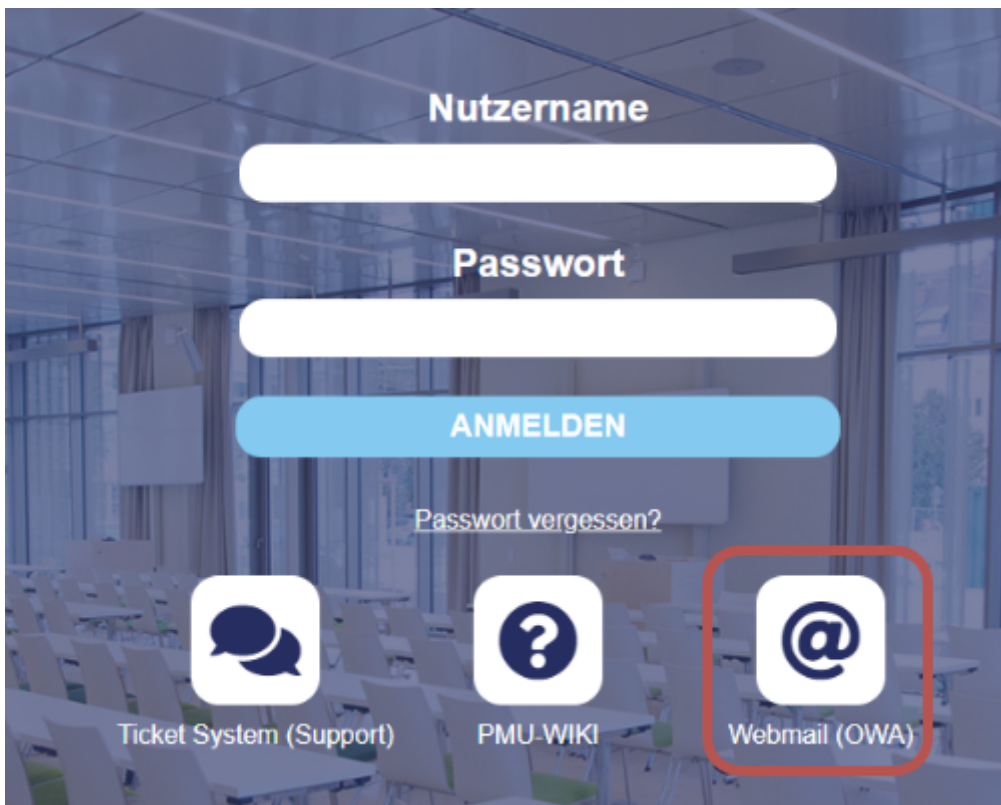 Nutzername
Passwort
ANMELDEN
Passwort vergessen?
Ticket System (Support)
PMU-WIKI
Webmail (OWA)